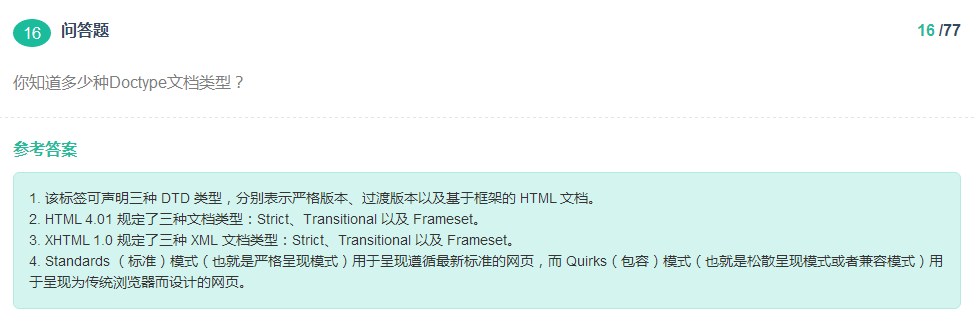 16 问答题 16 /77
你知道多少种Doctype文档类型？
参考答案
1. 该标签可声明三种 DTD 类型，分别表示严格版本、过渡版本以及基于框架的 HTML 文档。
2. HTML 4.01 规定了三种文档类型：Strict、Transitional 以及 Frameset。
3. XHTML 1.0 规定了三种 XML 文档类型：Strict、Transitional 以及 Frameset。
4. Standards （标准）模式（也就是严格呈现模式）用于呈现遵循最新标准的网页，而 Quirks（包容）模式（也就是松散呈现模式或者兼容模式）用
于呈现为传统浏览器而设计的网页。